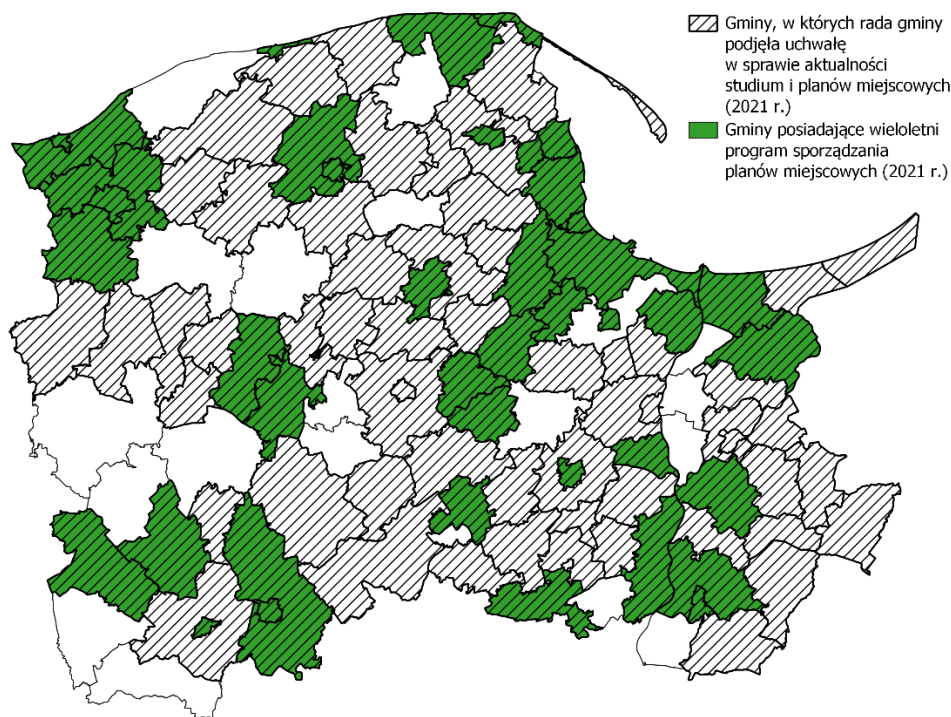 Gminy, w których rada gminy
podjęła uchwałę
w sprawie aktualności
studium i planów miejscowych
(2021 r.)
Gminy posiadające wieloletni
program sporządzania
planów miejscowych (2021 r.)